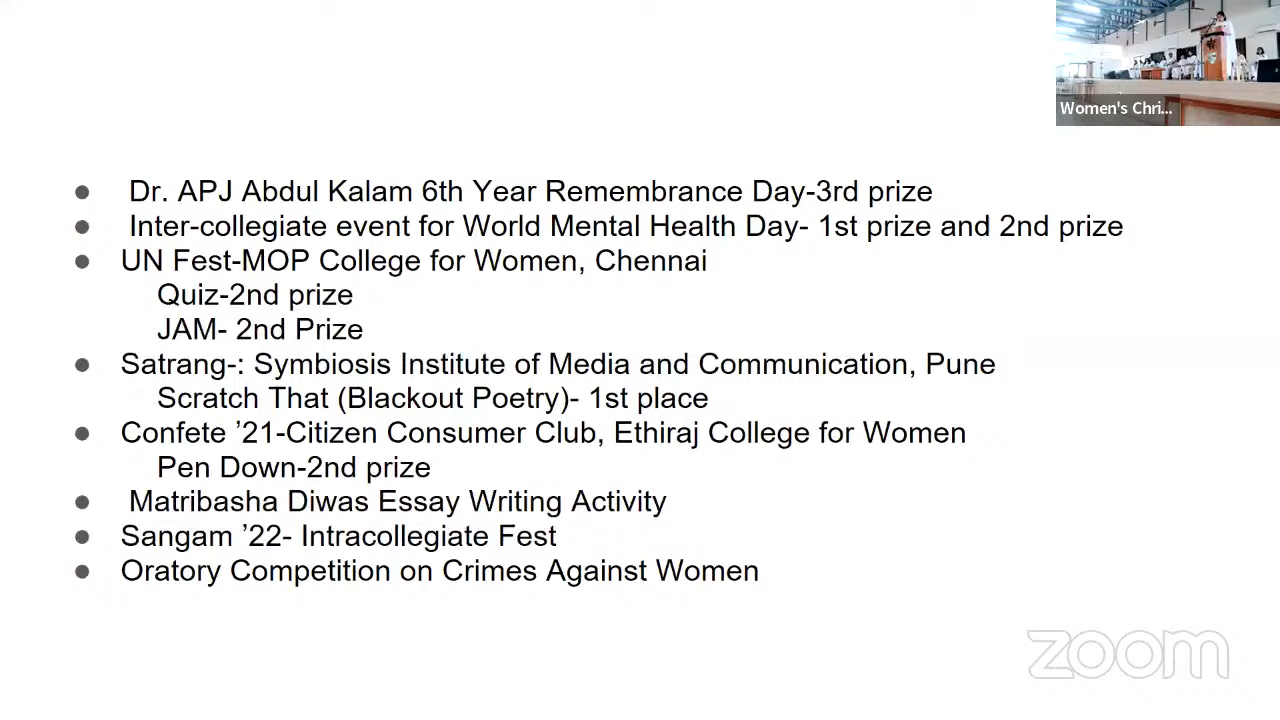 Women's Chri...
● Dr. APJ Abdul Kalam 6th Year Remembrance Day-3rd prize
● Inter-collegiate event for World Mental Health Day- 1st prize and 2nd prize
● UN Fest-MOP College for Women, Chennai
Quiz-2nd prize
JAM- 2nd Prize
● Satrang-: Symbiosis Institute of Media and Communication, Pune
Scratch That (Blackout Poetry)- 1st place
● Confete ’21-Citizen Consumer Club, Ethiraj College for Women
Pen Down-2nd prize
● Matribasha Diwas Essay Writing Activity
● Sangam ’22- Intracollegiate Fest
● Oratory Competition on Crimes Against Women
zoom